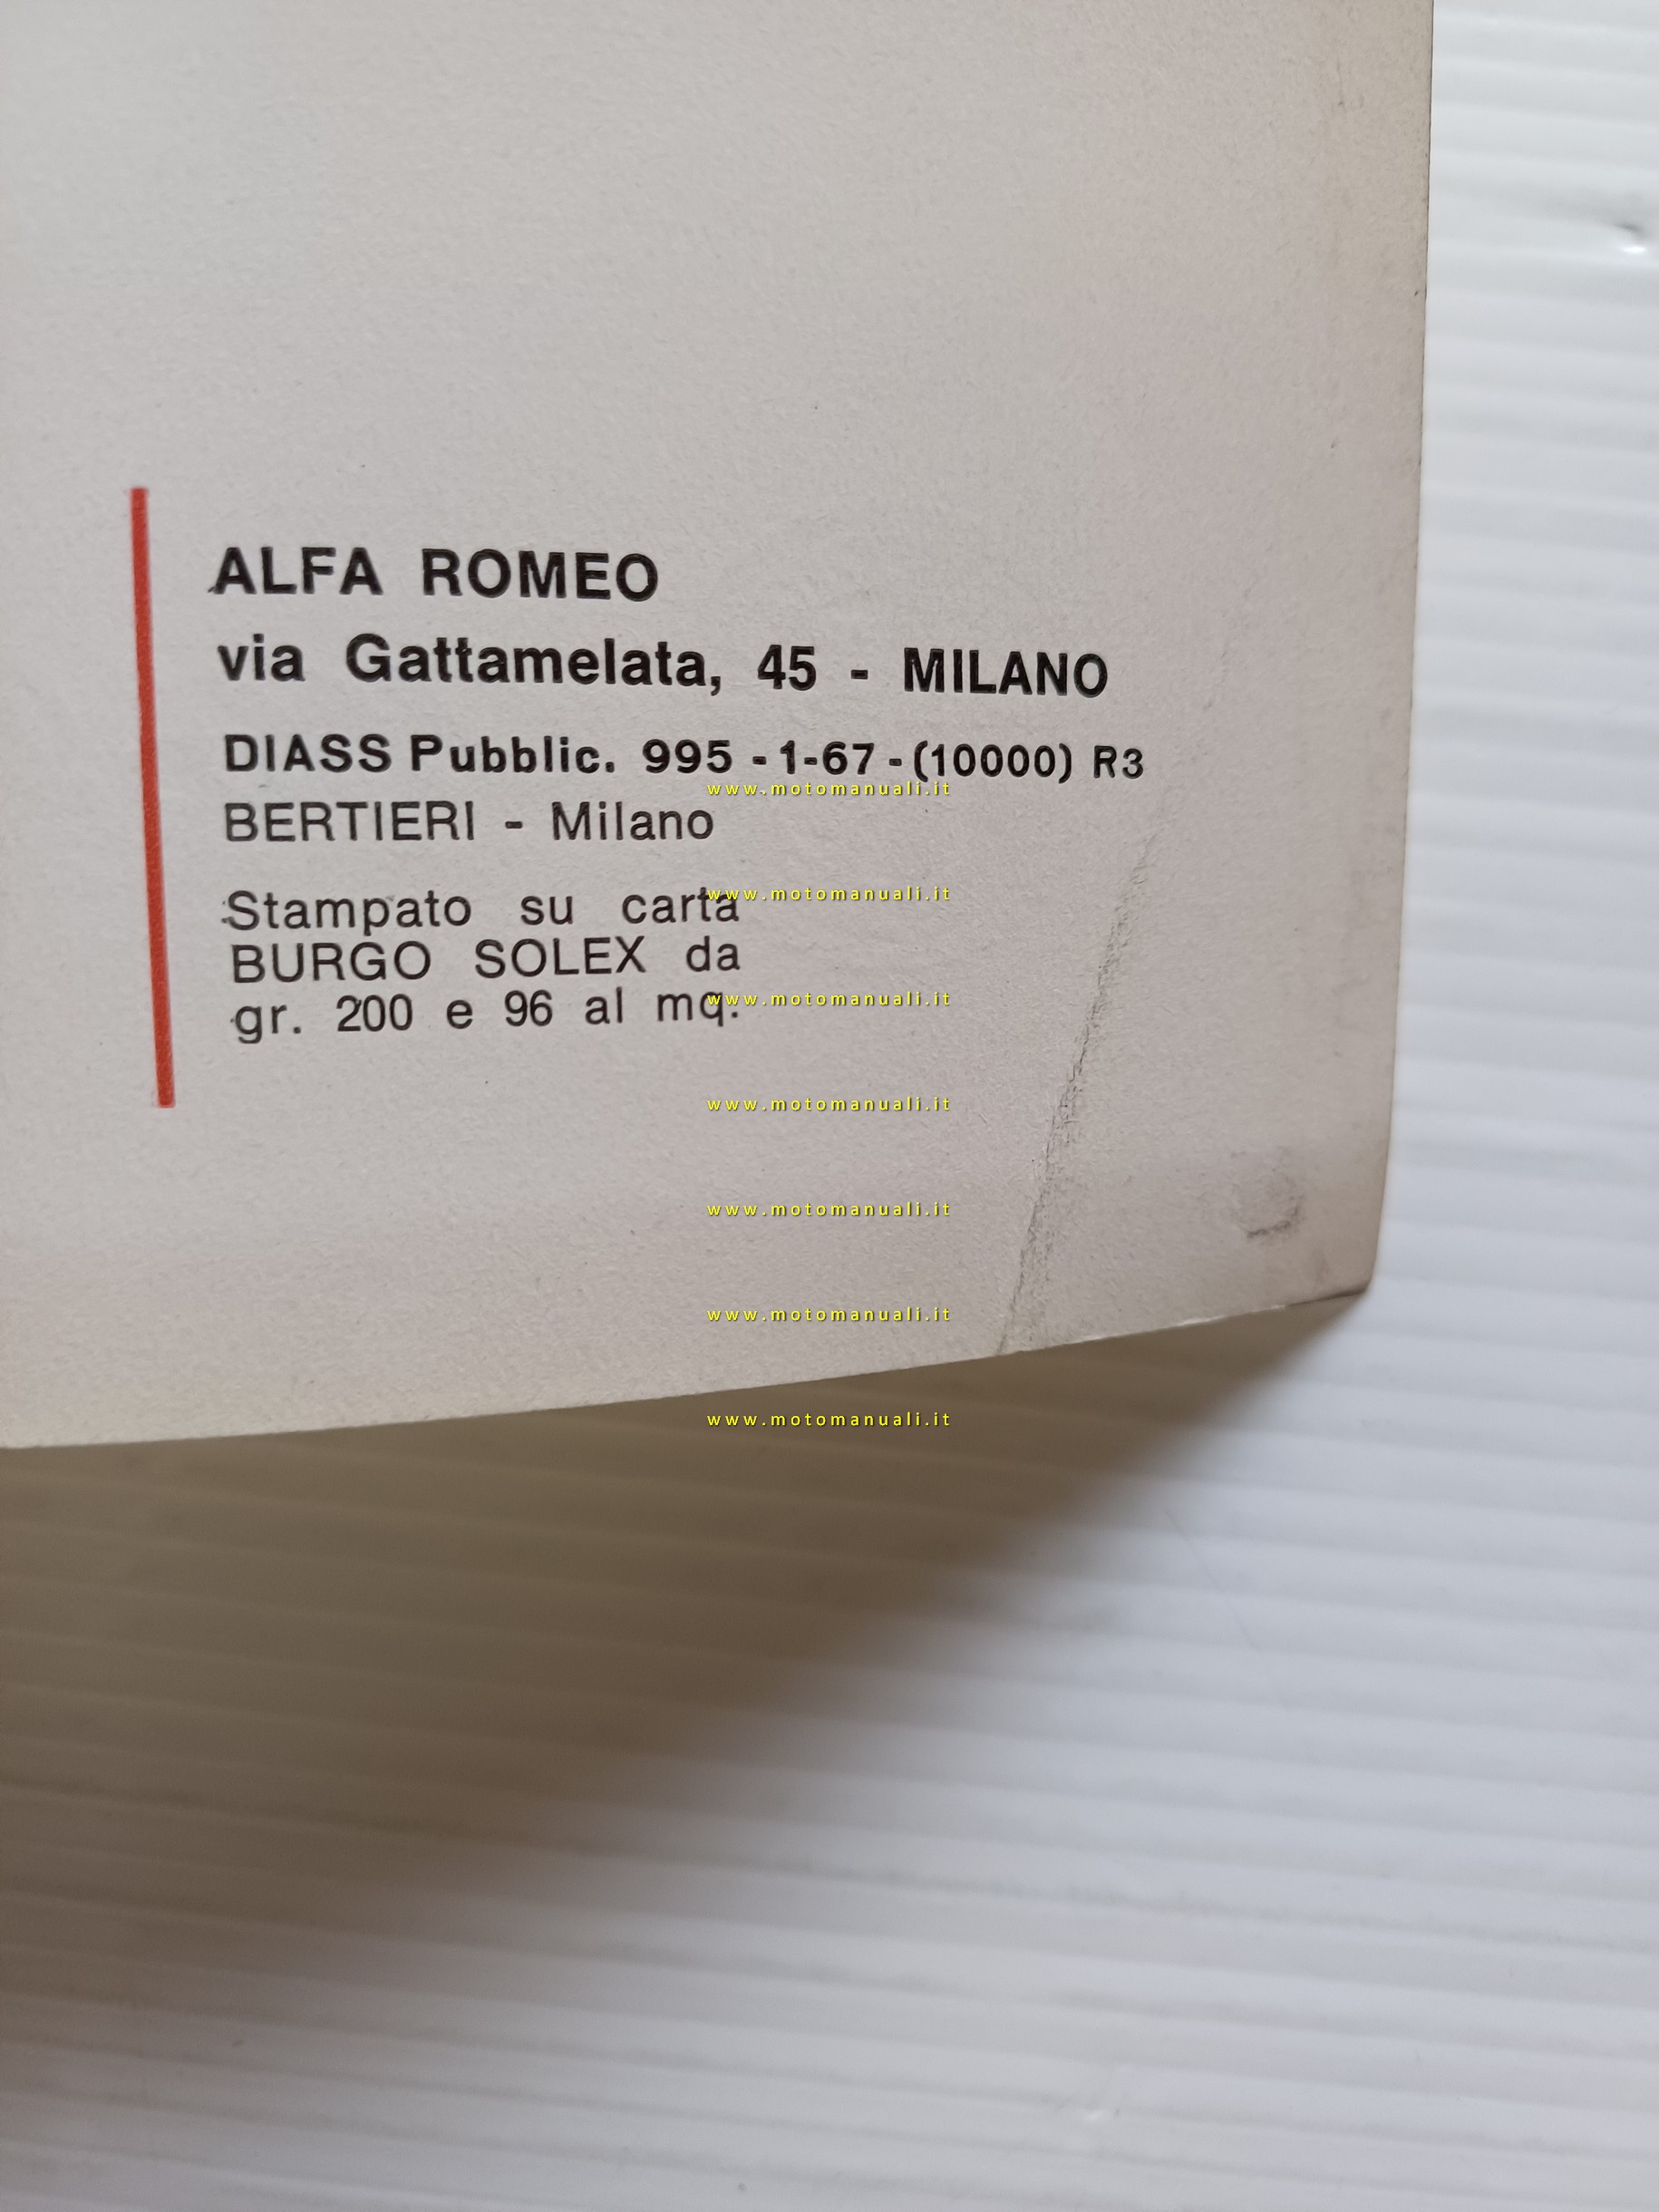 ALFA ROMEO
via Gattamelata, 45 - MILANO
DIASS Pubblic. 995 - 1-67 - (10000) R3
www.motomanuali.it
BERTIERI - Milano
Stampato su carta
www.motomanuali.it
BURGO SOLEX da
gr. 200 e 96 al mq.
www.motomanuali.it
www.motomanuali.it
www.motomanuali.it
www.motomanuali.it
www.motomanuali.it